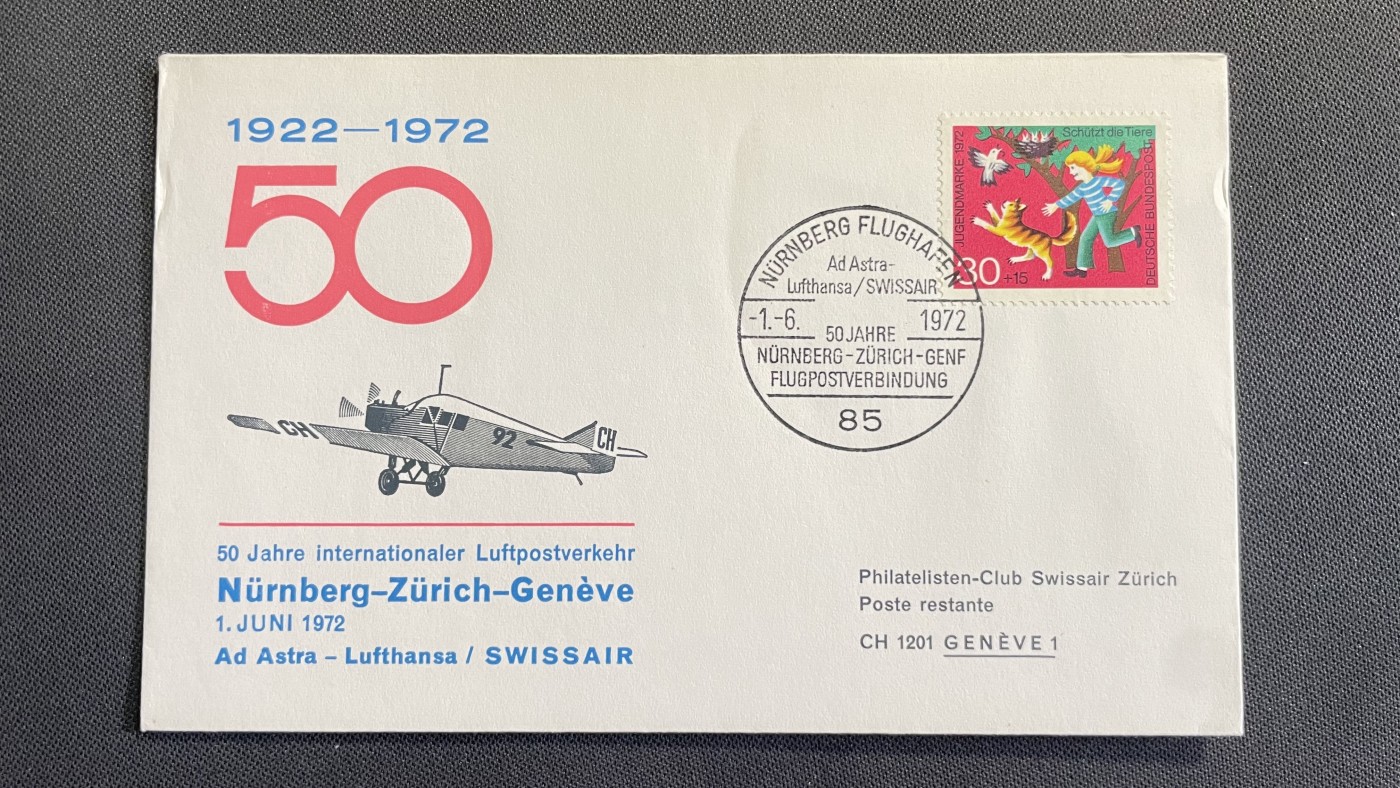 1922—1972
50
CH
92
CH
50 Jahre internationaler Luftpostverkehr
Nürnberg–Zürich–Genève
1. JUNI 1972
Ad Astra – Lufthansa / SWISSAIR
Schützt die Tiere
JUGENDMARKE 1972
DEUTSCHE BUNDESPOST
30 +15
NÜRNBERG FLUGHAFEN
Ad Astra-
Lufthansa/SWISSAIR
-1.-6. 1972
50 JAHRE
NÜRNBERG-ZÜRICH-GENF
FLUGPOSTVERBINDUNG
85
Philatelisten-Club Swissair Zürich
Poste restante
CH 1201 GENÈVE 1